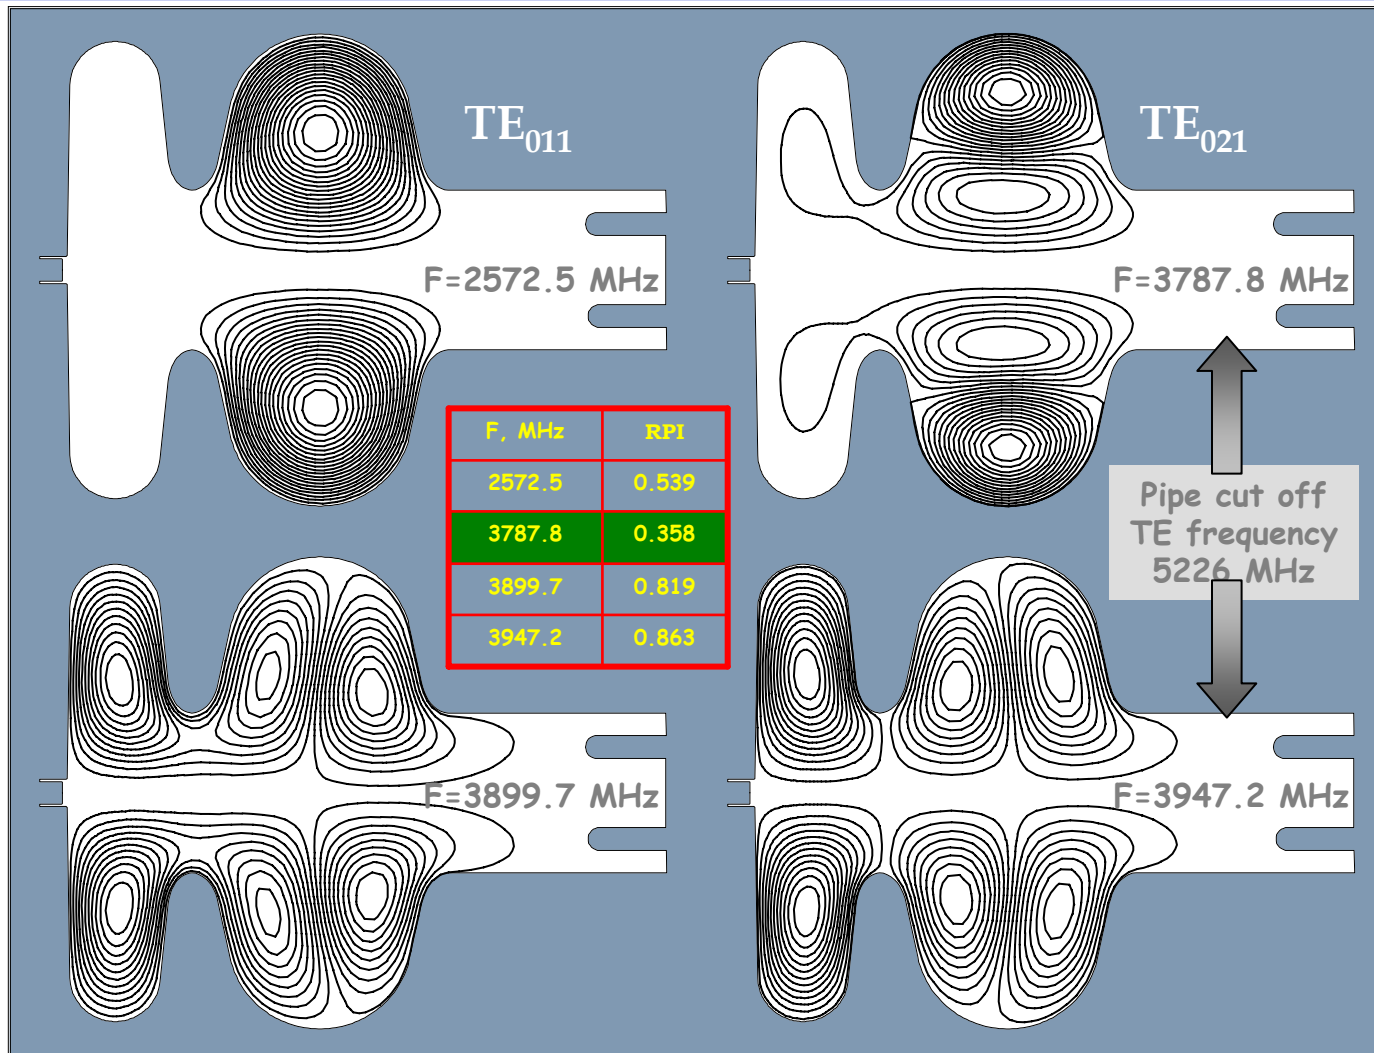 TE011
TE021
F=2572.5 MHz
F=3787.8 MHz
F, MHz RPI
2572.5 0.539
3787.8 0.358
3899.7 0.819
3947.2 0.863
Pipe cut off
TE frequency
5226 MHz
F=3899.7 MHz
F=3947.2 MHz